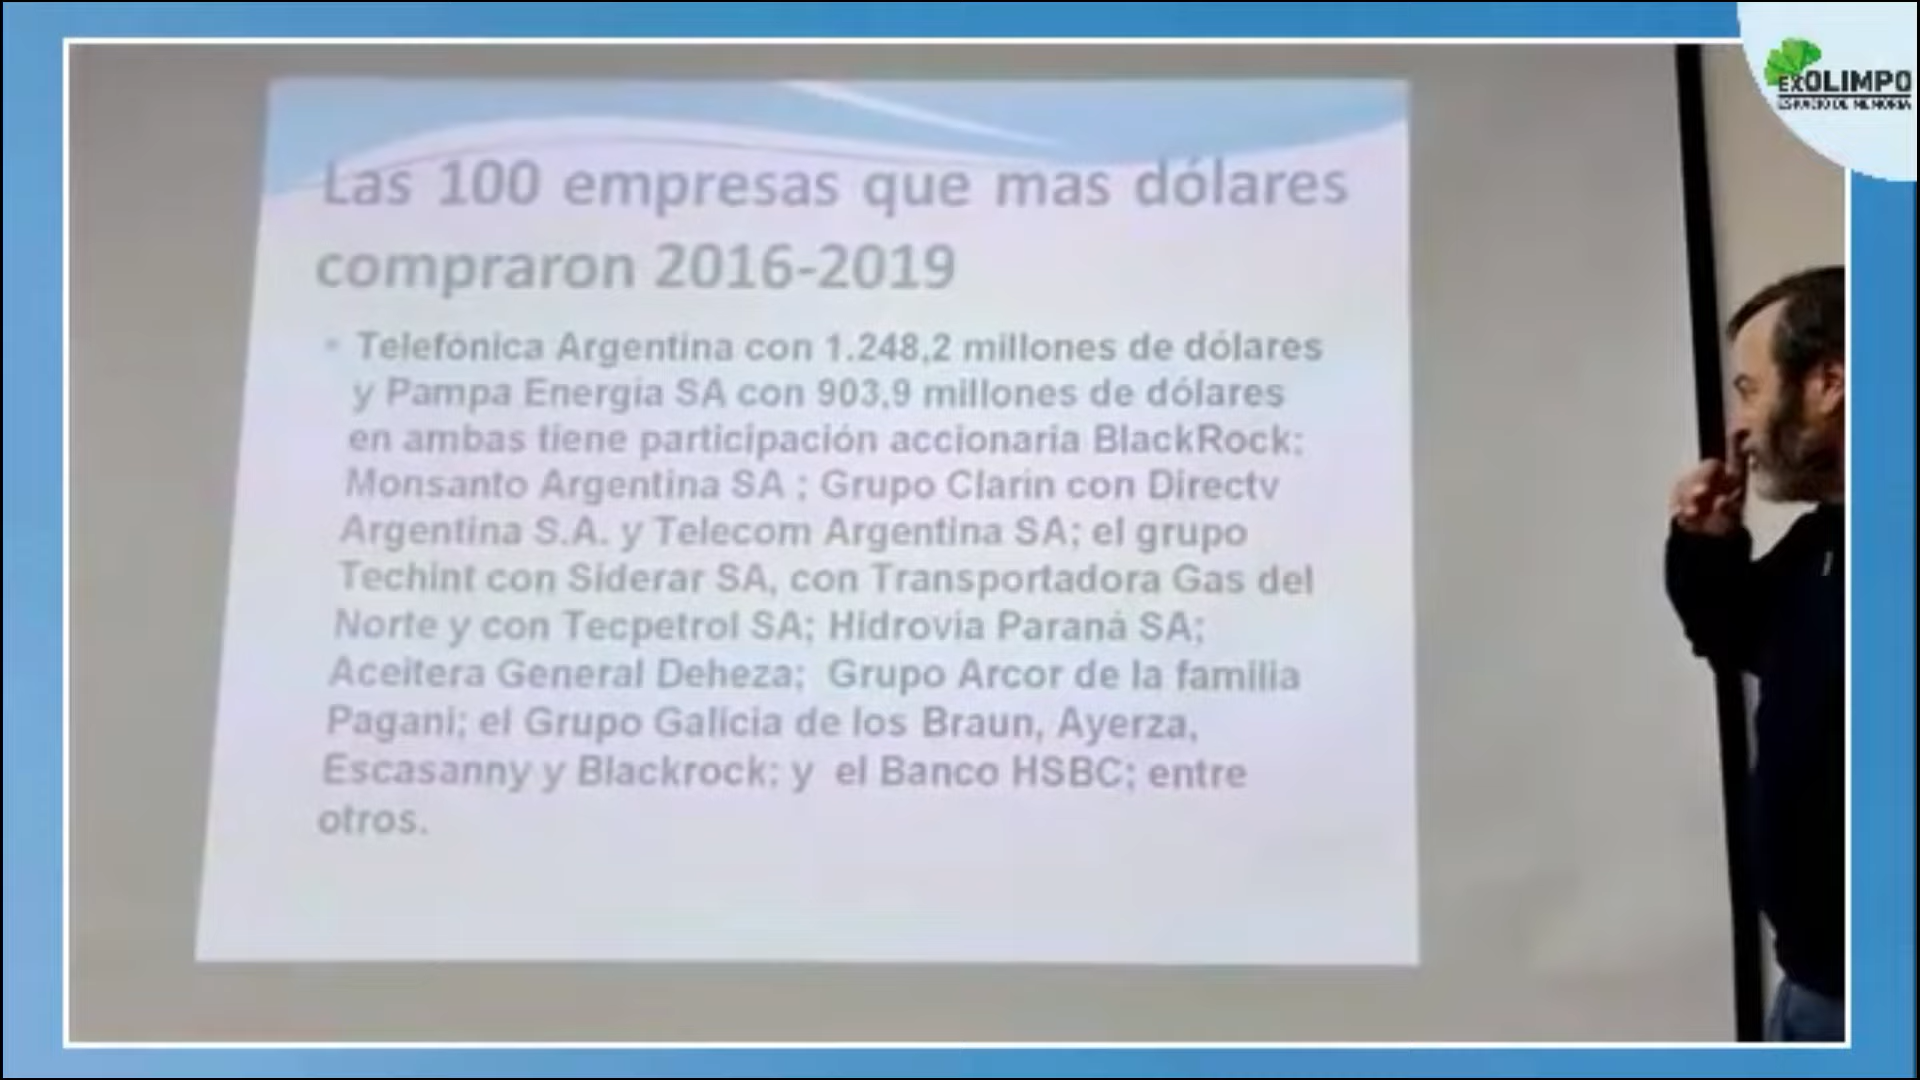 exOLIMPO
ESPACIO DE MEMORIA
Las 100 empresas que mas dólares
compraron 2016-2019
• Telefónica Argentina con 1.248,2 millones de dólares
y Pampa Energía SA con 903,9 millones de dólares
en ambas tiene participación accionaria BlackRock;
Monsanto Argentina SA ; Grupo Clarín con Directv
Argentina S.A. y Telecom Argentina SA; el grupo
Techint con Siderar SA, con Transportadora Gas del
Norte y con Tecpetrol SA; Hidrovía Paraná SA;
Aceitera General Deheza;  Grupo Arcor de la familia
Pagani; el Grupo Galicia de los Braun, Ayerza,
Escasanny y Blackrock; y  el Banco HSBC; entre
otros.